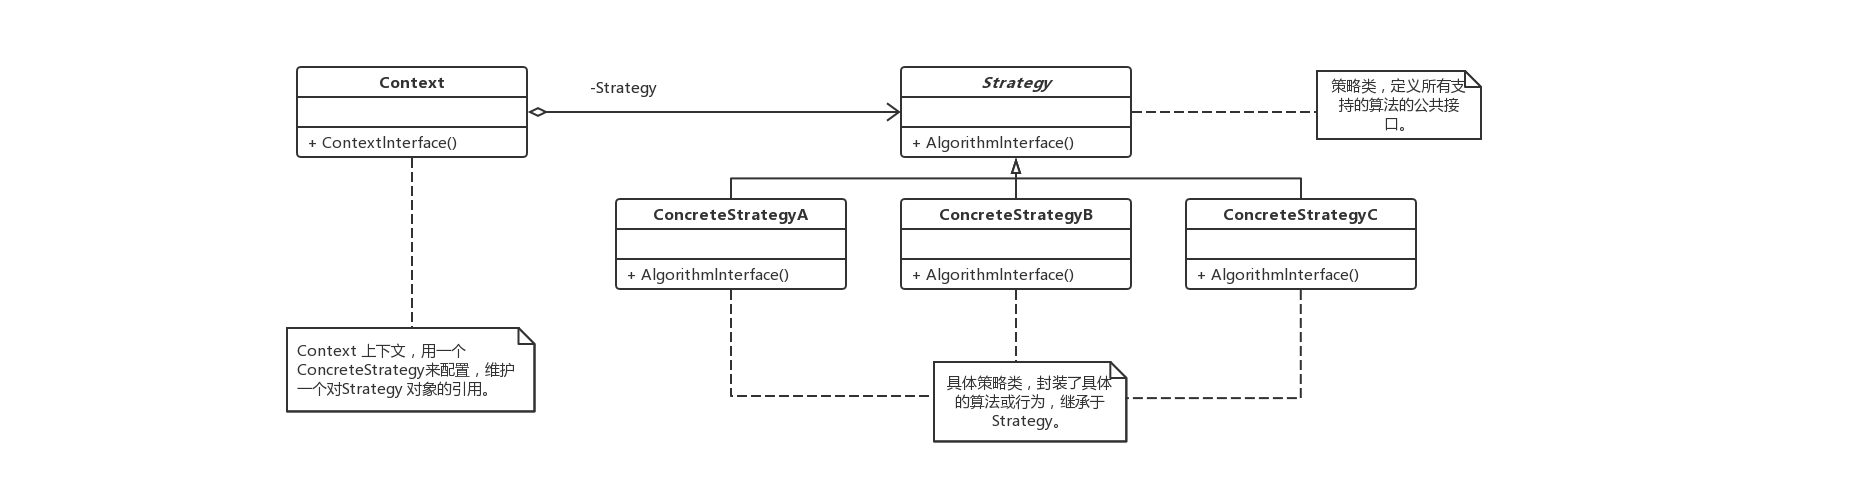 Context
+ ContextInterface()
-Strategy
Strategy
+ AlgorithmInterface()
策略类，定义所有支
持的算法的公共接
口。
ConcreteStrategyA
+ AlgorithmInterface()
ConcreteStrategyB
+ AlgorithmInterface()
ConcreteStrategyC
+ AlgorithmInterface()
Context 上下文，用一个
ConcreteStrategy来配置，维护
一个对Strategy 对象的引用。
具体策略类，封装了具体
的算法或行为，继承于
Strategy。